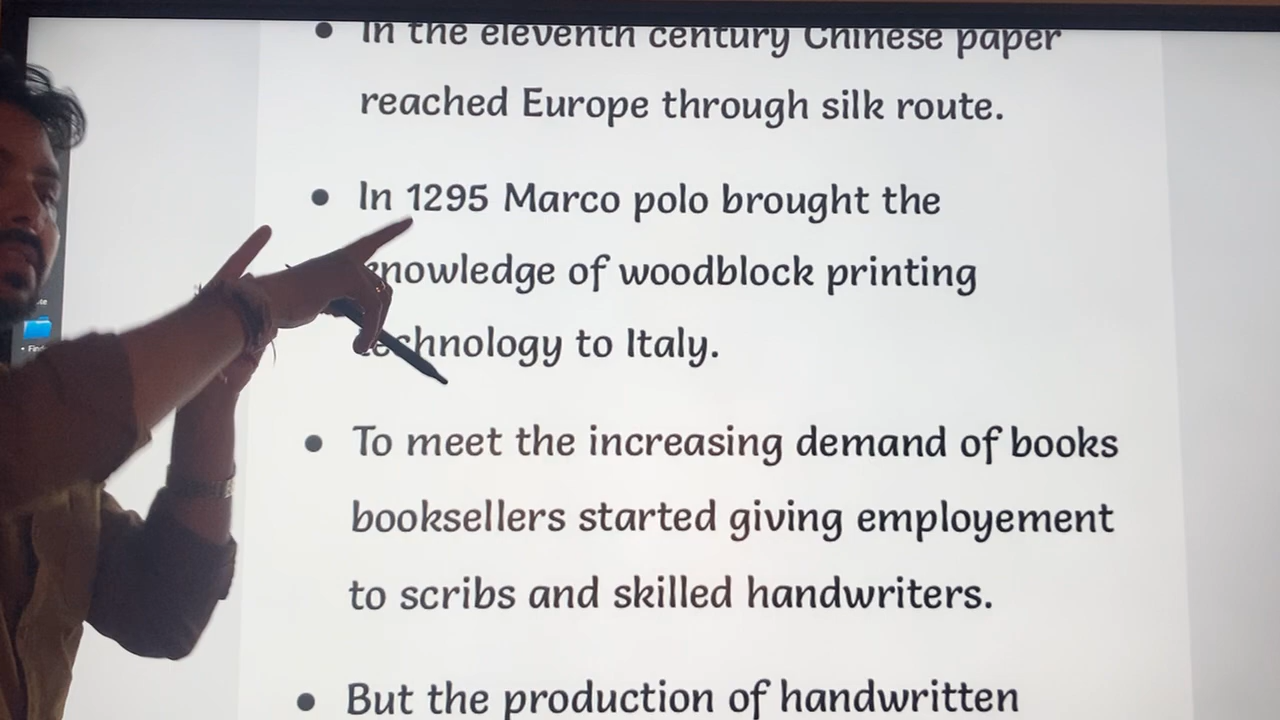 In the eleventh century Chinese paper
reached Europe through silk route.
In 1295 Marco polo brought the
knowledge of woodblock printing
technology to Italy.
To meet the increasing demand of books
booksellers started giving employement
to scribs and skilled handwriters.
But the production of handwritten